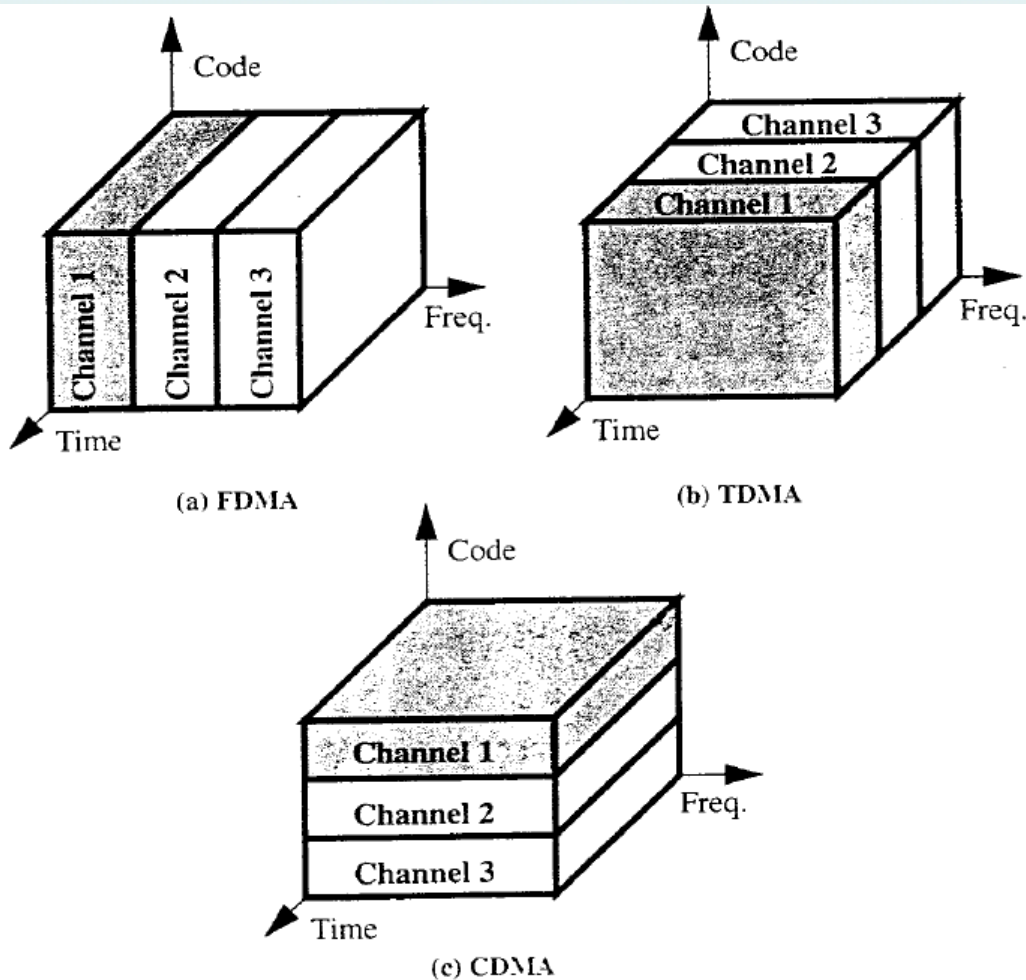 Code
Channel 1
Channel 2
Channel 3
Freq.
Time
(a) FDMA
Code
Channel 3
Channel 2
Channel 1
Freq.
Time
(b) TDMA
Code
Channel 1
Channel 2
Channel 3
Freq.
Time
(c) CDMA